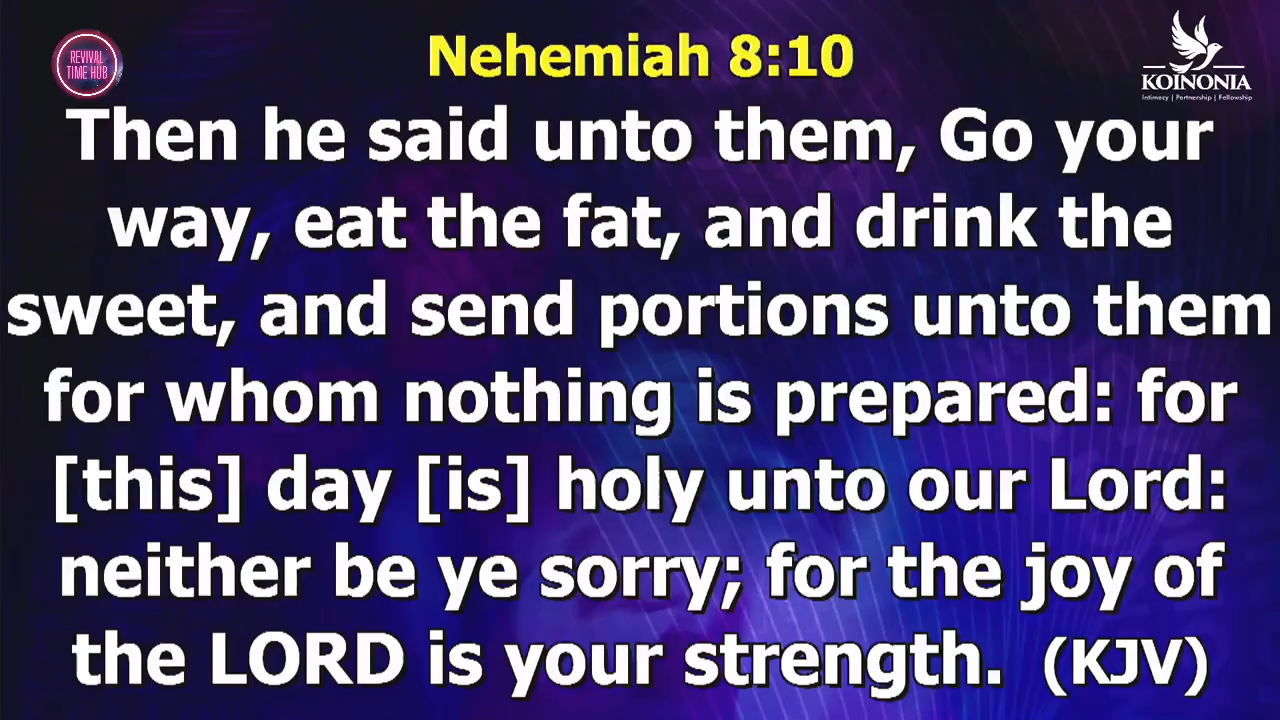 REVIVAL
TIME HUB
Nehemiah 8:10
KOINONIA
Intimacy | Partnership | Fellowship
Then he said unto them, Go your
way, eat the fat, and drink the
sweet, and send portions unto them
for whom nothing is prepared: for
[this] day [is] holy unto our Lord:
neither be ye sorry; for the joy of
the LORD is your strength. (KJV)